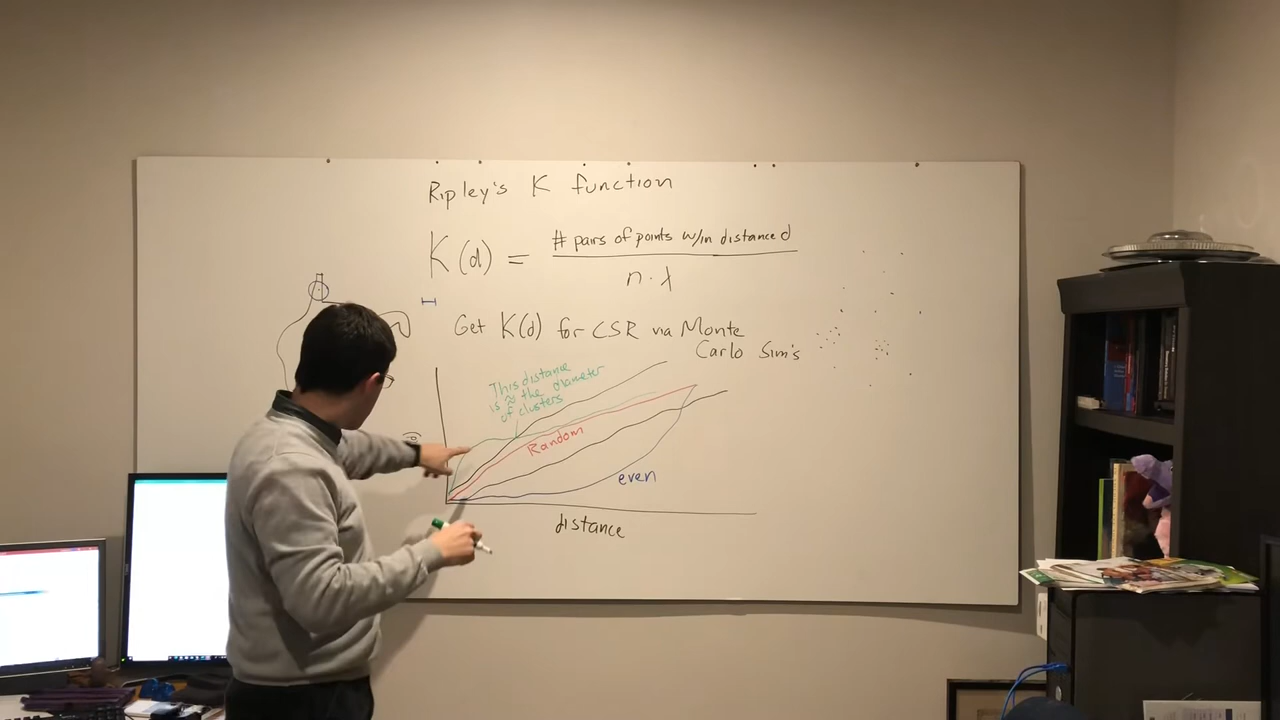 Ripley's K function
K(d) = # pairs of points w/in distance d
n · λ
Get K(d) for CSR via Monte
Carlo Sim's
This distance
is ≈ the diameter
of clusters
Random
even
distance